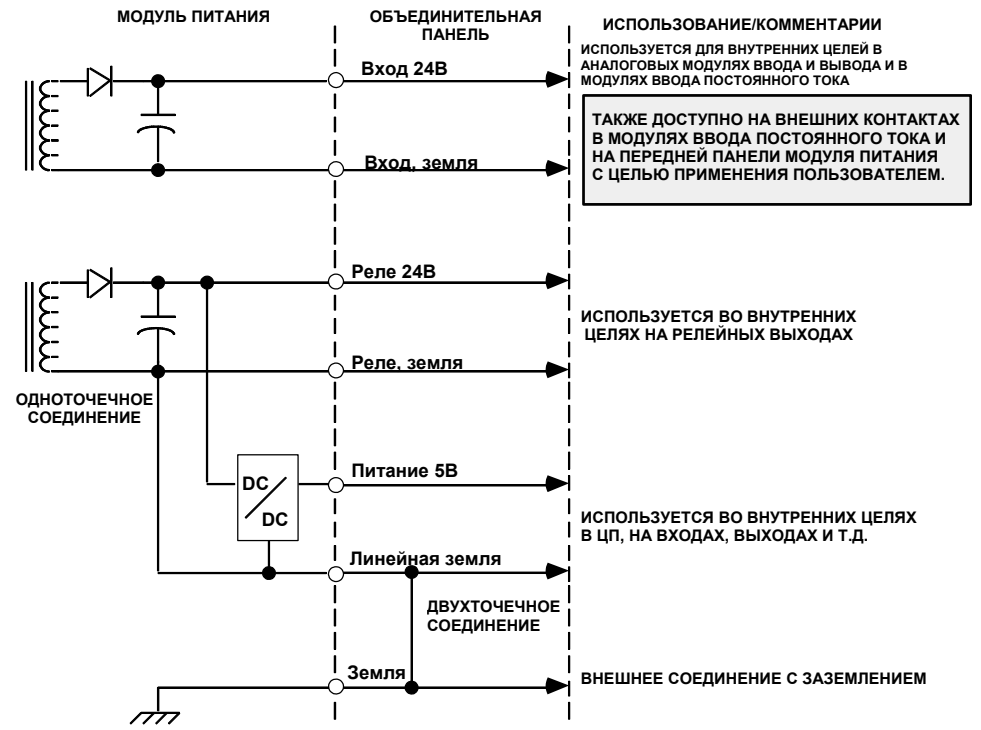 МОДУЛЬ ПИТАНИЯ
ОБЪЕДИНИТЕЛЬНАЯ
ПАНЕЛЬ
ИСПОЛЬЗОВАНИЕ/КОММЕНТАРИИ
Вход 24В
ИСПОЛЬЗУЕТСЯ ДЛЯ ВНУТРЕННИХ ЦЕЛЕЙ В
АНАЛОГОВЫХ МОДУЛЯХ ВВОДА И ВЫВОДА И В
МОДУЛЯХ ВВОДА ПОСТОЯННОГО ТОКА
ТАКЖЕ ДОСТУПНО НА ВНЕШНИХ КОНТАКТАХ
В МОДУЛЯХ ВВОДА ПОСТОЯННОГО ТОКА И
НА ПЕРЕДНЕЙ ПАНЕЛИ МОДУЛЯ ПИТАНИЯ
С ЦЕЛЬЮ ПРИМЕНЕНИЯ ПОЛЬЗОВАТЕЛЕМ.
Вход, земля
Реле 24В
ИСПОЛЬЗУЕТСЯ ВО ВНУТРЕННИХ
ЦЕЛЯХ НА РЕЛЕЙНЫХ ВЫХОДАХ
Реле, земля
ОДНОТОЧЕЧНОЕ
СОЕДИНЕНИЕ
Питание 5В
DC
DC
ИСПОЛЬЗУЕТСЯ ВО ВНУТРЕННИХ ЦЕЛЯХ
В ЦП, НА ВХОДАХ, ВЫХОДАХ И Т.Д.
Линейная земля
ДВУХТОЧЕЧНОЕ
СОЕДИНЕНИЕ
Земля
ВНЕШНЕЕ СОЕДИНЕНИЕ С ЗАЗЕМЛЕНИЕМ